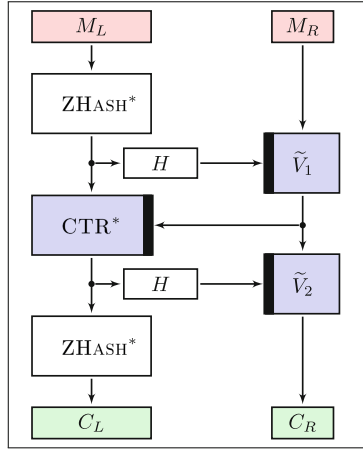 M_L M_R
ZHASH*
H Ṽ_1
CTR*
H Ṽ_2
ZHASH*
C_L C_R